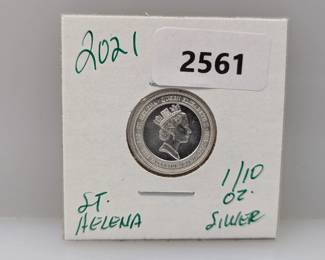 2021
2561
ST.
HELENA
1/10
OZ.
SILVER